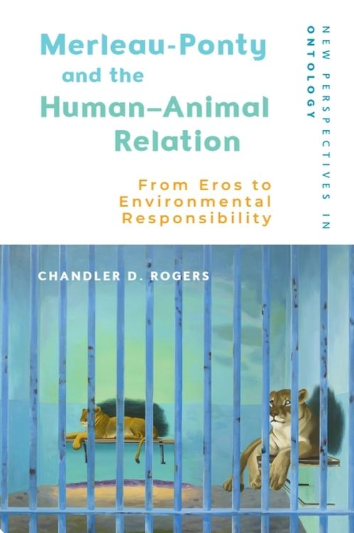 Merleau-Ponty
and the
Human–Animal
Relation
From Eros to
Environmental
Responsibility
NEW PERSPECTIVES IN
ONTOLOGY
CHANDLER D. ROGERS